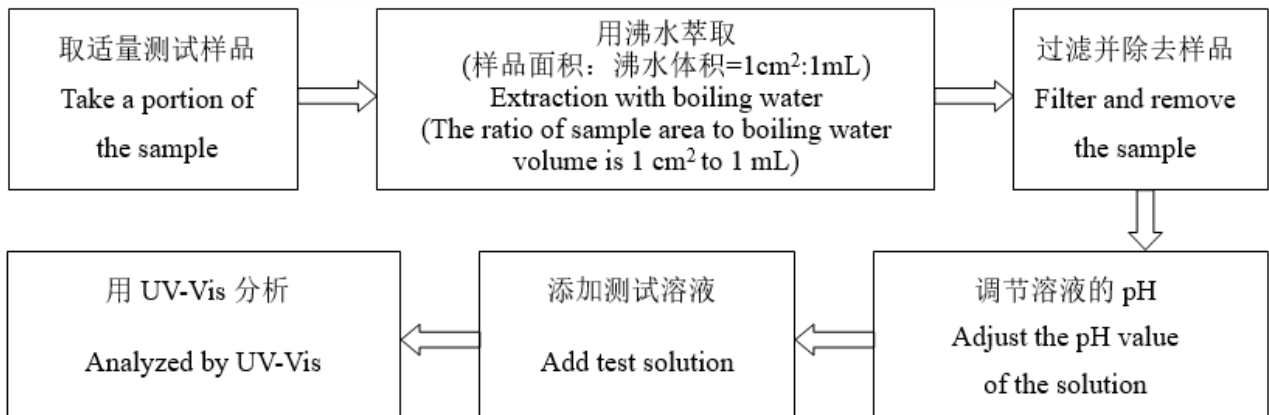 取适量测试样品
Take a portion of
the sample
用沸水萃取
(样品面积：沸水体积=1cm²:1mL)
Extraction with boiling water
(The ratio of sample area to boiling water
volume is 1 cm² to 1 mL)
过滤并除去样品
Filter and remove
the sample
调节溶液的 pH
Adjust the pH value
of the solution
添加测试溶液
Add test solution
用 UV-Vis 分析
Analyzed by UV-Vis